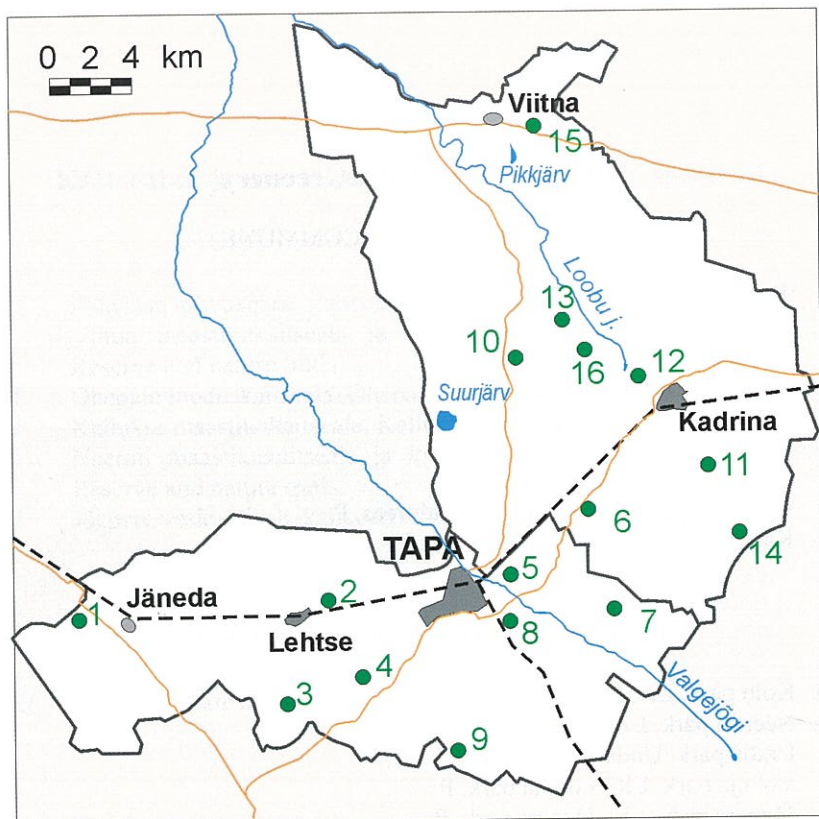 0 2 4 km
Viitna
15
Pikkjärv
Loobu j.
13
10
16
12
Suurjärv
Kadrina
11
6
14
TAPA
5
2
Jäneda
1
7
Lehtse
8
4
Valgejõgi
3
9